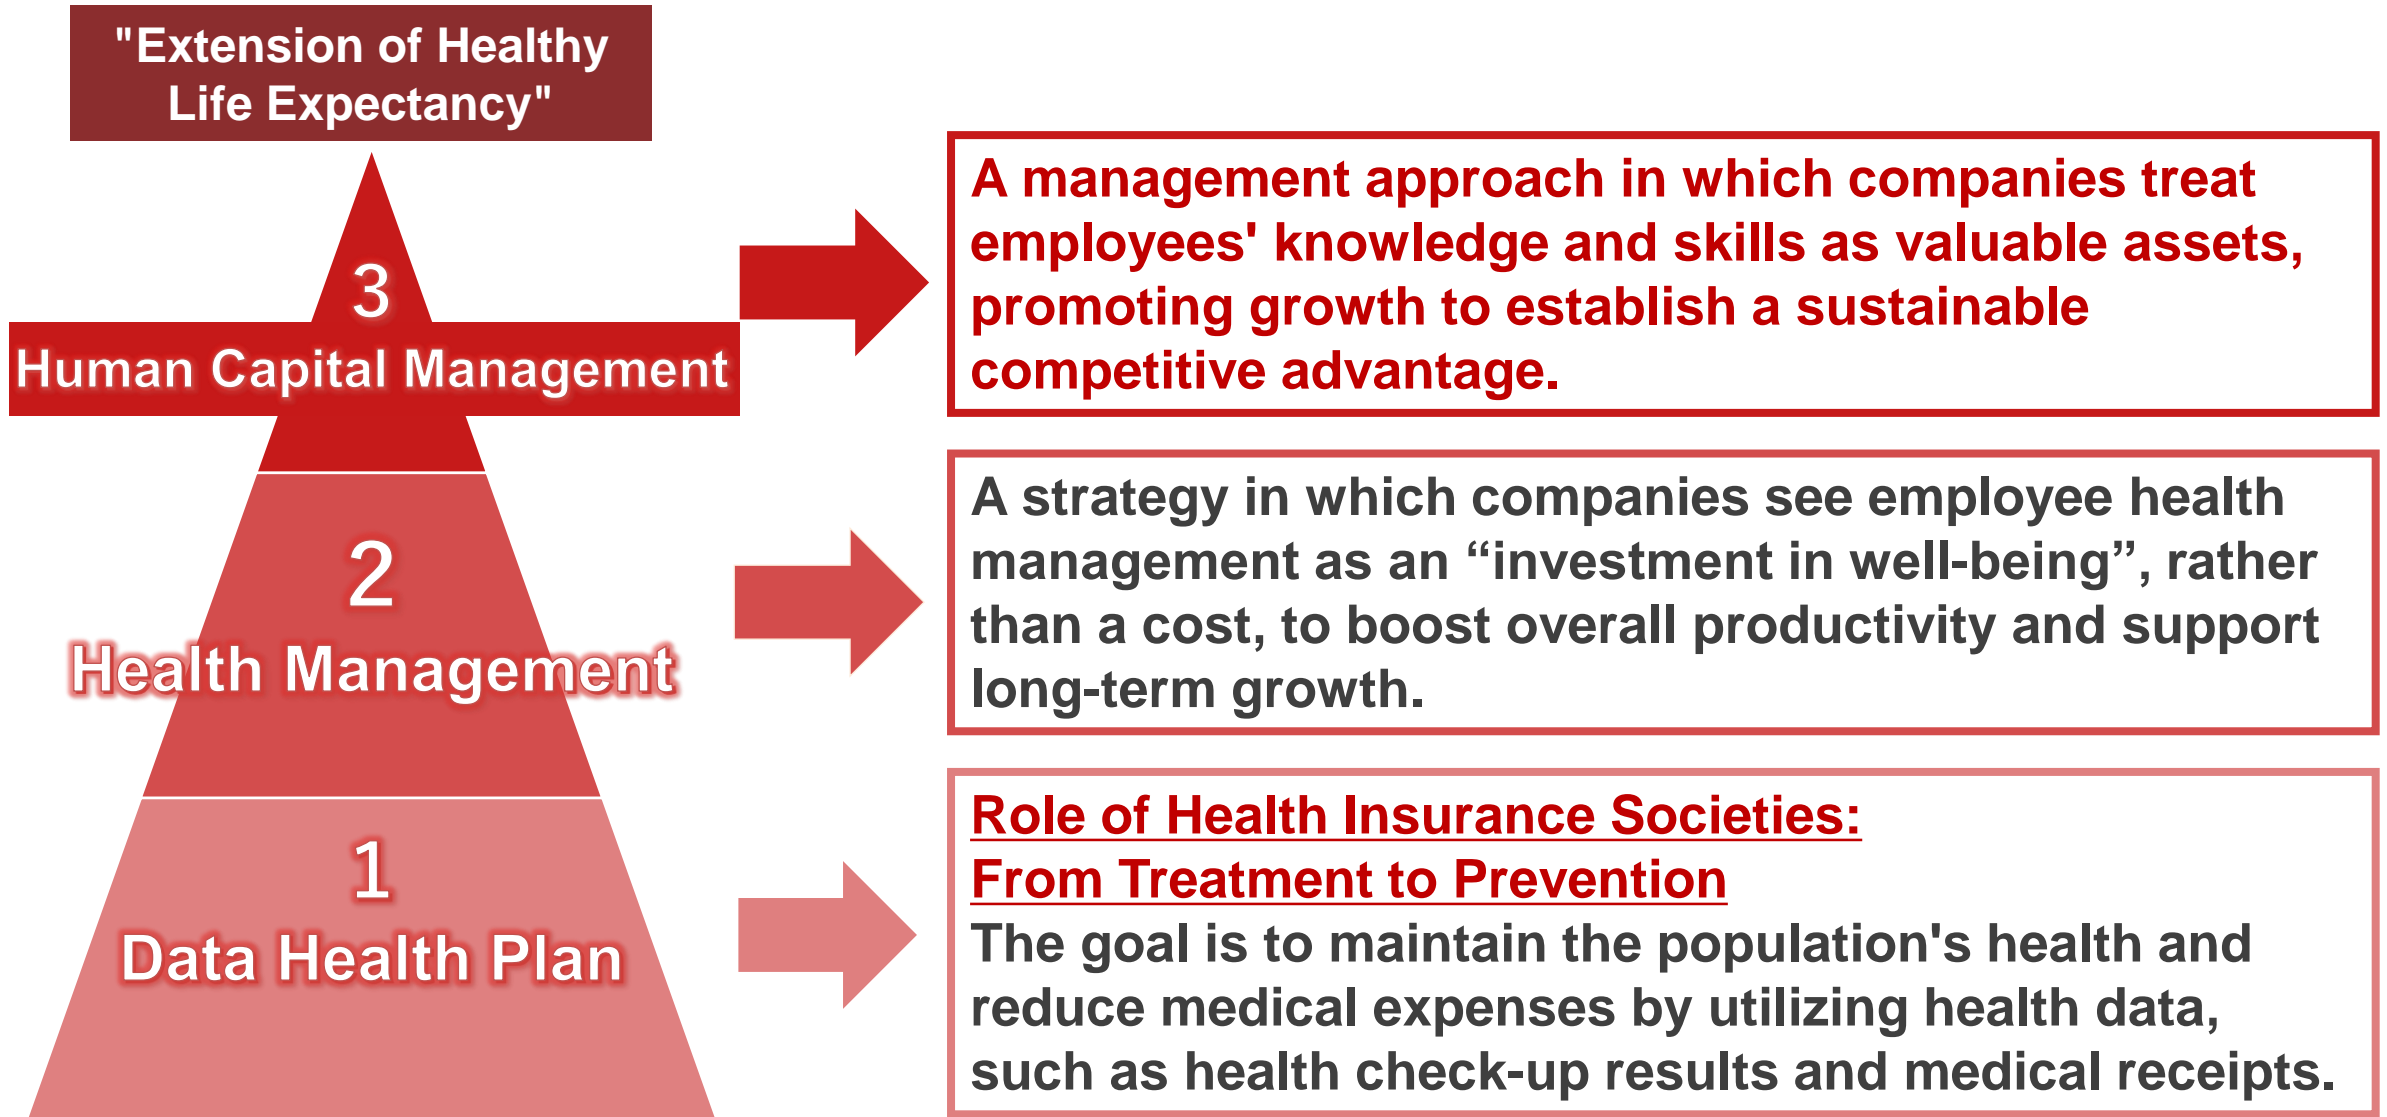 "Extension of Healthy
Life Expectancy"
3
Human Capital Management
A management approach in which companies treat
employees' knowledge and skills as valuable assets,
promoting growth to establish a sustainable
competitive advantage.
2
Health Management
A strategy in which companies see employee health
management as an “investment in well-being”, rather
than a cost, to boost overall productivity and support
long-term growth.
1
Data Health Plan
Role of Health Insurance Societies:
From Treatment to Prevention
The goal is to maintain the population's health and
reduce medical expenses by utilizing health data,
such as health check-up results and medical receipts.